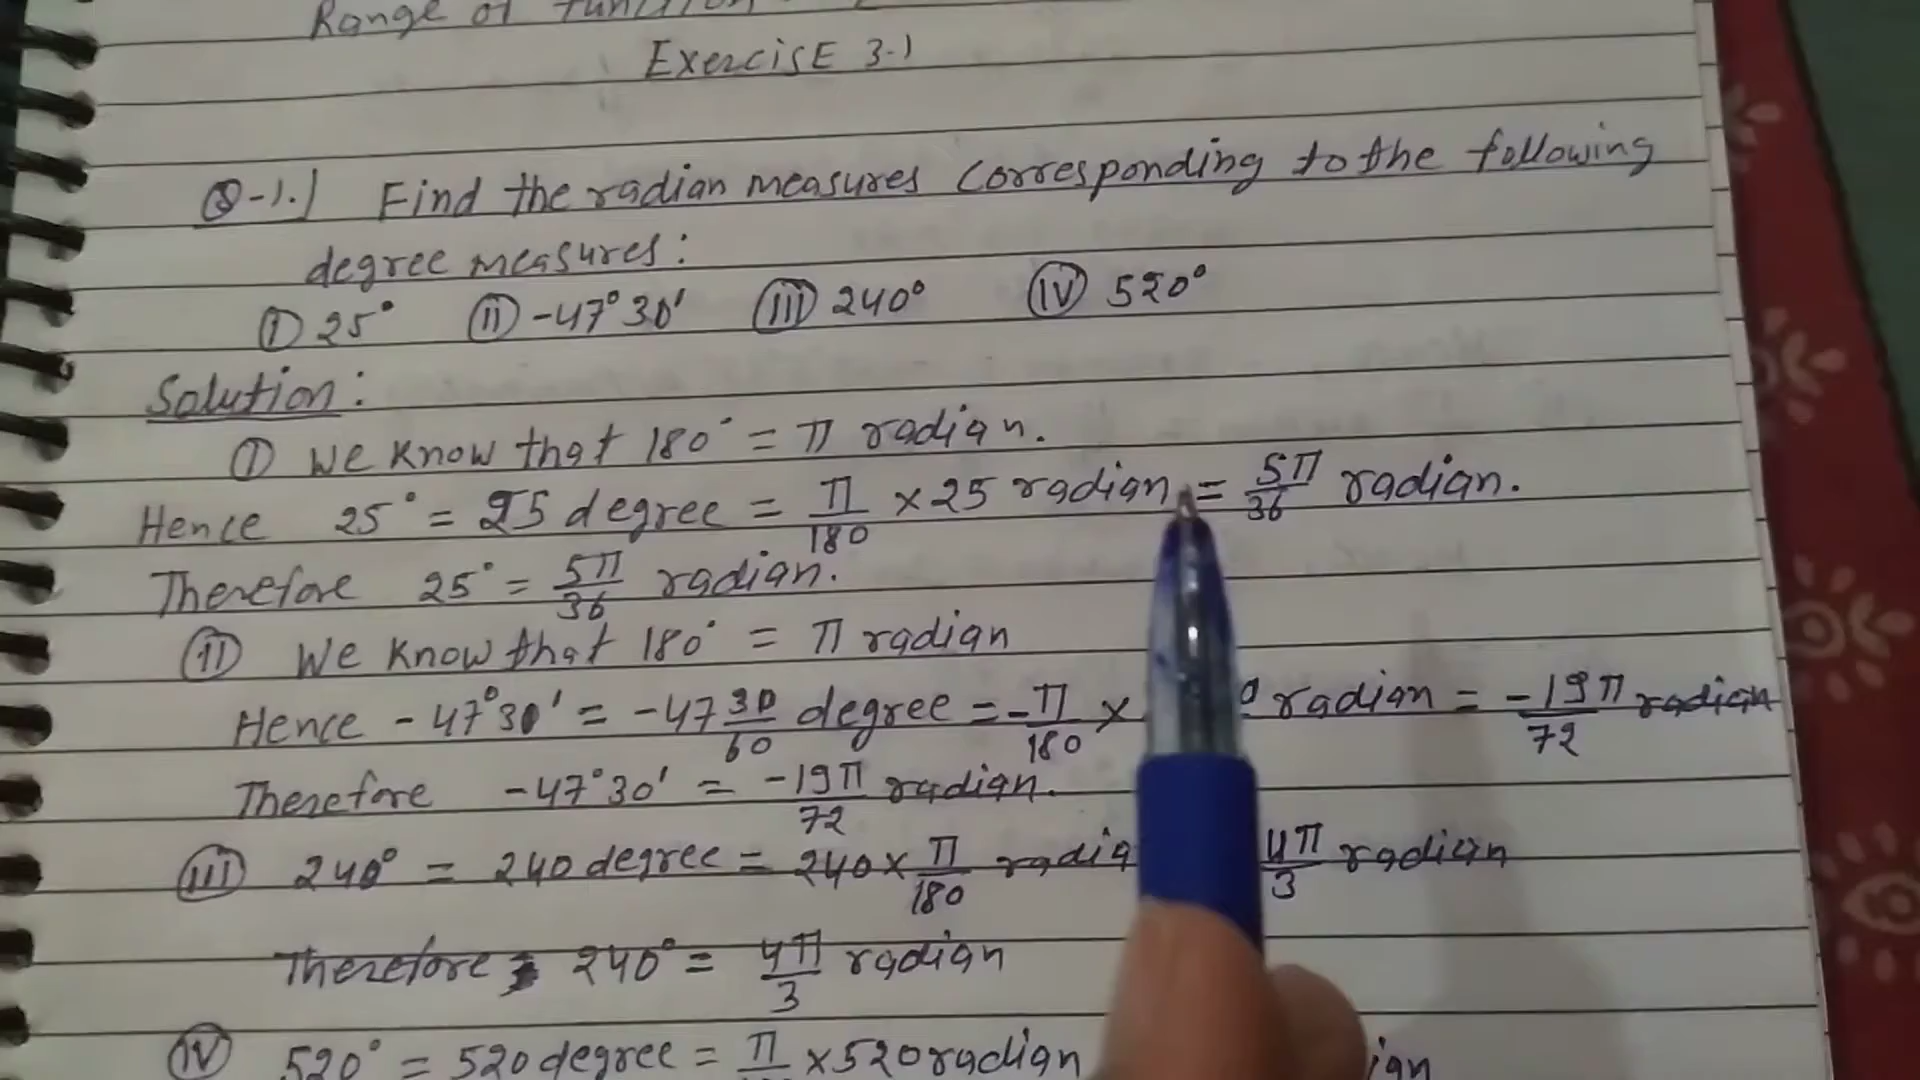 Range of function
Exercise 3.1
Q-1.| Find the radian measures corresponding to the following
degree measures:
(I) 25° (II) -47°30' (III) 240° (IV) 520°
Solution:
(I) We know that 180° = π radian.
Hence 25° = 25 degree = π/180 × 25 radian = 5π/36 radian.
Therefore 25° = 5π/36 radian.
(II) We know that 180° = π radian
Hence -47°30' = -47 30/60 degree = -π/180 × radian = -19π/72 radian
Therefore -47°30' = -19π/72 radian.
(III) 240° = 240 degree = 240 × π/180 4π/3 radian
Therefore, 240° = 4π/3 radian
(IV) 520° = 520 degree = π × 520 radian